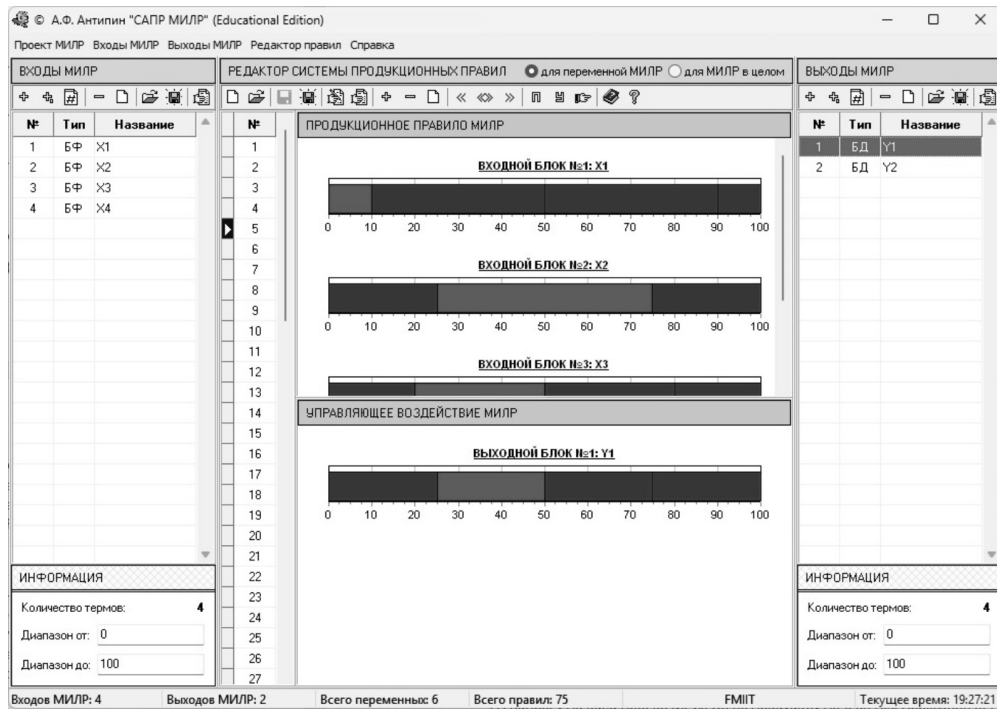 © А.Ф. Антипин "САПР МИЛР" (Educational Edition)
Проект МИЛР Входы МИЛР Выходы МИЛР Редактор правил Справка
ВХОДЫ МИЛР
№ Тип Название
1 БФ X1
2 БФ X2
3 БФ X3
4 БФ X4
ИНФОРМАЦИЯ
Количество термов: 4
Диапазон от: 0
Диапазон до: 100
РЕДАКТОР СИСТЕМЫ ПРОДУКЦИОННЫХ ПРАВИЛ для переменной МИЛР для МИЛР в целом
№
1
2
3
4
5
6
7
8
9
10
11
12
13
14
15
16
17
18
19
20
21
22
23
24
25
26
27
ПРОДУКЦИОННОЕ ПРАВИЛО МИЛР
ВХОДНОЙ БЛОК №1: X1
0 10 20 30 40 50 60 70 80 90 100
ВХОДНОЙ БЛОК №2: X2
0 10 20 30 40 50 60 70 80 90 100
ВХОДНОЙ БЛОК №3: X3
УПРАВЛЯЮЩЕЕ ВОЗДЕЙСТВИЕ МИЛР
ВЫХОДНОЙ БЛОК №1: Y1
0 10 20 30 40 50 60 70 80 90 100
ВЫХОДЫ МИЛР
№ Тип Название
1 БД Y1
2 БД Y2
ИНФОРМАЦИЯ
Количество термов: 4
Диапазон от: 0
Диапазон до: 100
Входов МИЛР: 4 Выходов МИЛР: 2 Всего переменных: 6 Всего правил: 75 FMIIT Текущее время: 19:27:21